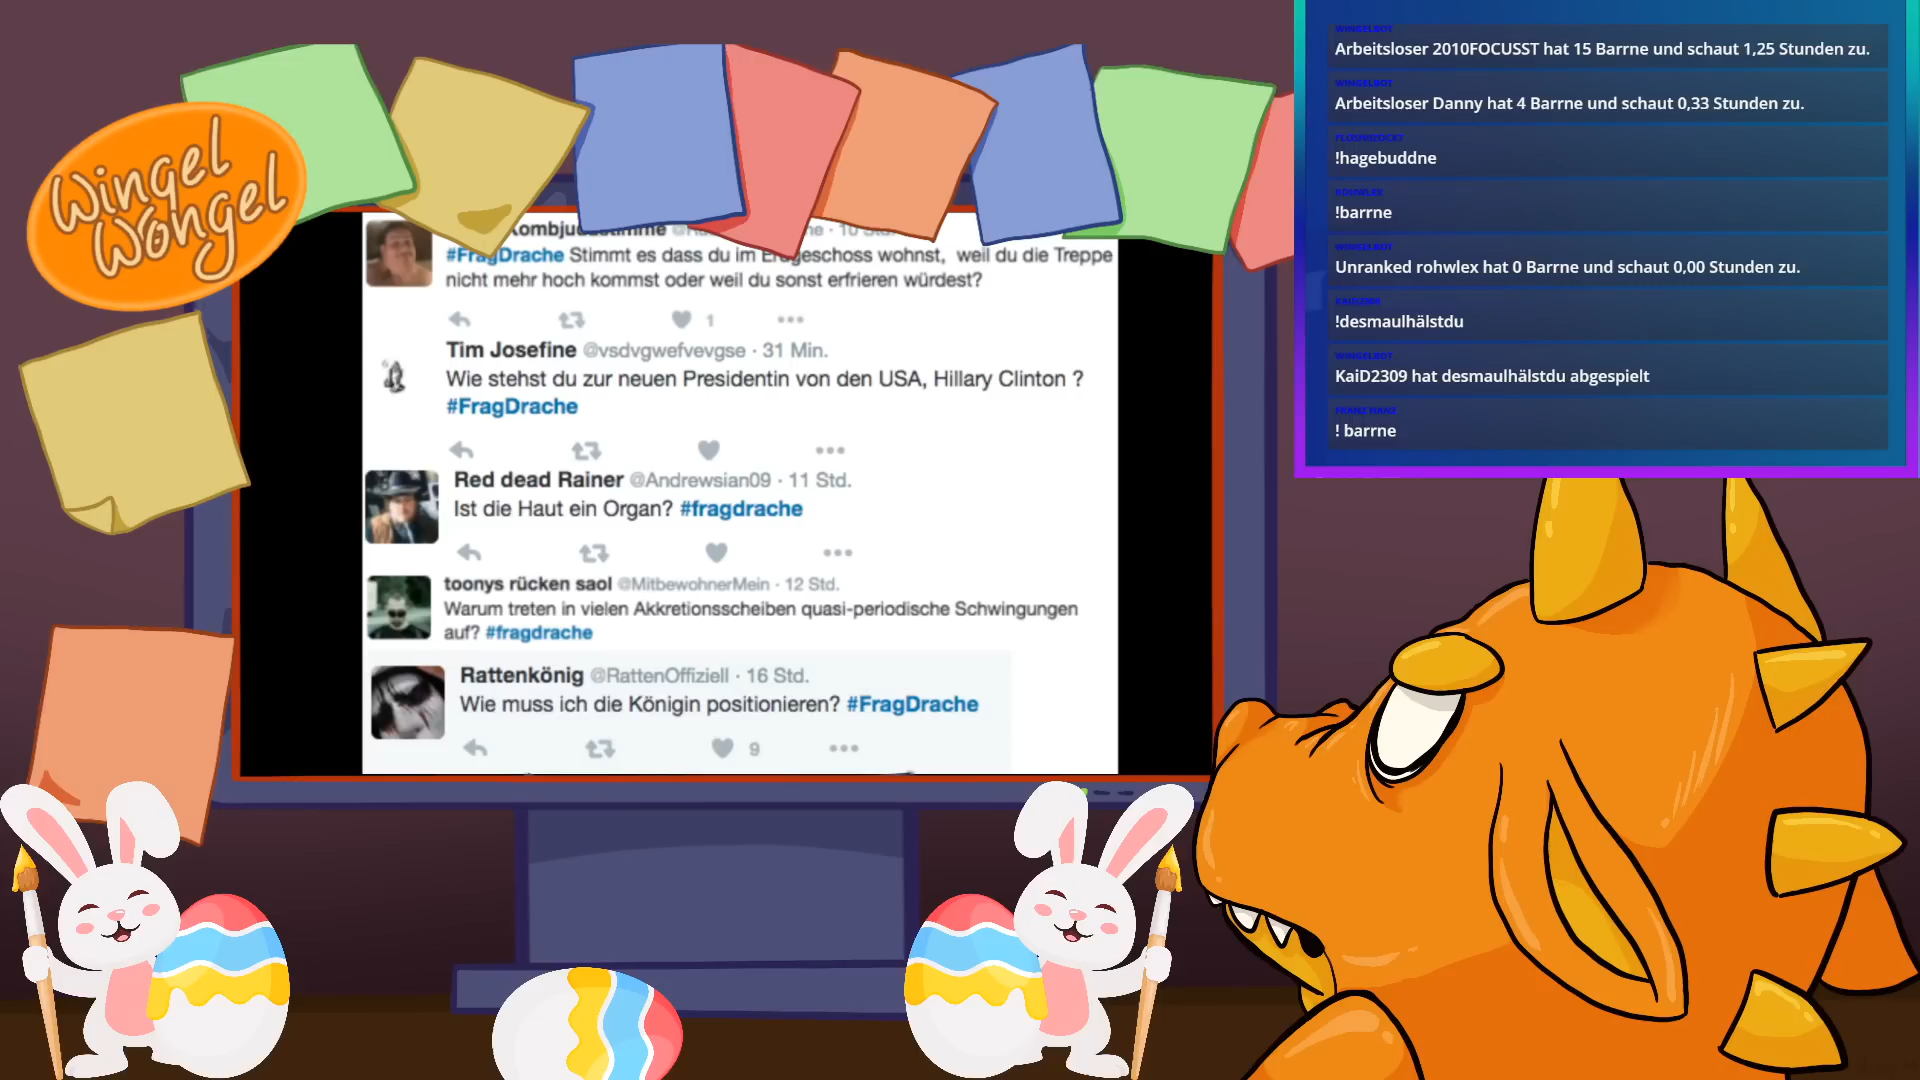 Wingel
Wongel
#FragDrache Stimmt es dass du im Erdgeschoss wohnst, weil du die Treppe
nicht mehr hoch kommst oder weil du sonst erfrieren würdest?
1
Tim Josefine @vsdvgwefvevgse · 31 Min.
Wie stehst du zur neuen Presidentin von den USA, Hillary Clinton ?
#FragDrache
Red dead Rainer @Andrewsian09 · 11 Std.
Ist die Haut ein Organ? #fragdrache
toonys rücken saol @MitbewohnerMein · 12 Std.
Warum treten in vielen Akkretionsscheiben quasi-periodische Schwingungen
auf? #fragdrache
Rattenkönig @RattenOffiziell · 16 Std.
Wie muss ich die Königin positionieren? #FragDrache
9
WINGELBOT
Arbeitsloser 2010FOCUSST hat 15 Barrne und schaut 1,25 Stunden zu.
WINGELBOT
Arbeitsloser Danny hat 4 Barrne und schaut 0,33 Stunden zu.
!hagebuddne
!barrne
WINGELBOT
Unranked rohwlex hat 0 Barrne und schaut 0,00 Stunden zu.
KAID2309
!desmaulhälstdu
WINGELBOT
KaiD2309 hat desmaulhälstdu abgespielt
! barrne